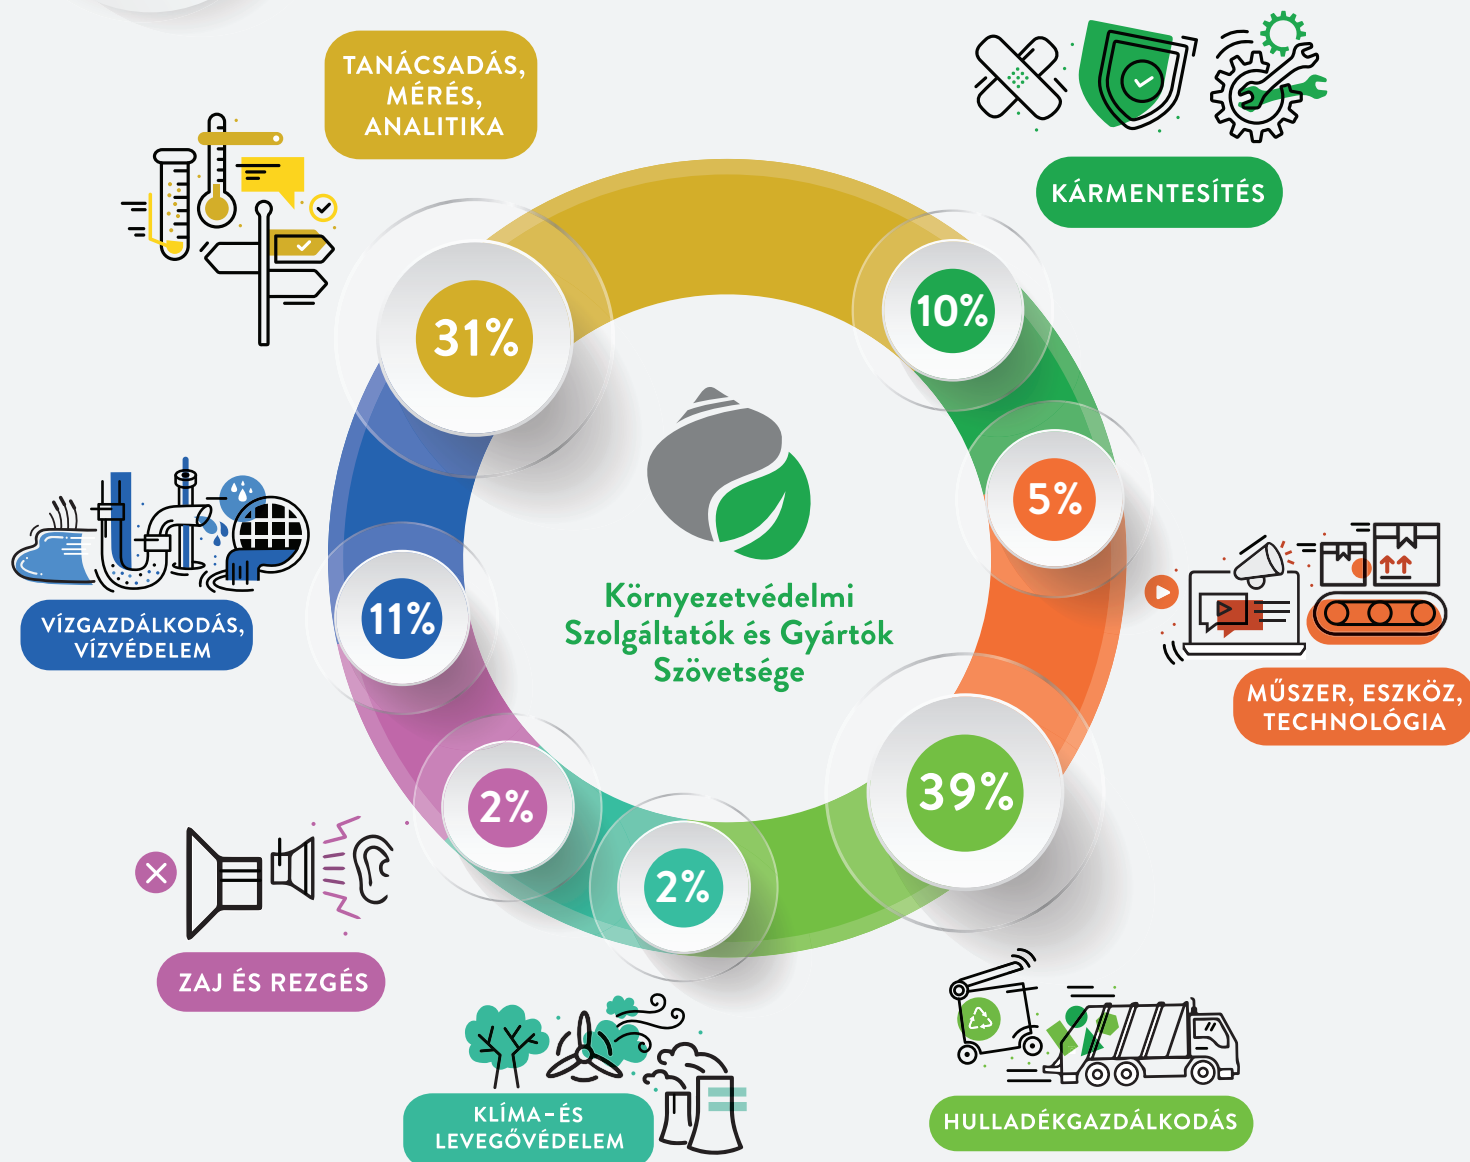 TANÁCSADÁS,
MÉRÉS,
ANALITIKA
KÁRMENTESÍTÉS
31%
10%
5%
Környezetvédelmi
Szolgáltatók és Gyártók
Szövetsége
11%
VÍZGAZDÁLKODÁS,
VÍZVÉDELEM
MŰSZER, ESZKÖZ,
TECHNOLÓGIA
39%
2%
2%
ZAJ ÉS REZGÉS
KLÍMA-ÉS
LEVEGŐVÉDELEM
HULLADÉKGAZDÁLKODÁS